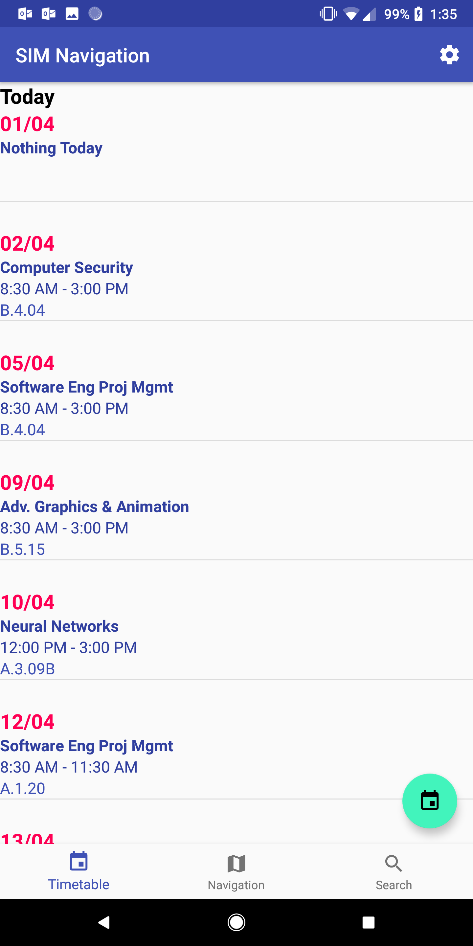 99% 1:35
SIM Navigation
Today
01/04
Nothing Today
02/04
Computer Security
8:30 AM - 3:00 PM
B.4.04
05/04
Software Eng Proj Mgmt
8:30 AM - 3:00 PM
B.4.04
09/04
Adv. Graphics & Animation
8:30 AM - 3:00 PM
B.5.15
10/04
Neural Networks
12:00 PM - 3:00 PM
A.3.09B
12/04
Software Eng Proj Mgmt
8:30 AM - 11:30 AM
A.1.20
13/04
Timetable Navigation Search